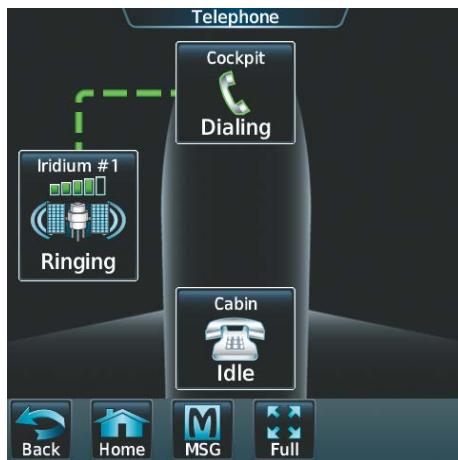 Telephone
Cockpit
Dialing
Iridium #1
Ringing
Cabin
Idle
Back
Home
M
MSG
Full